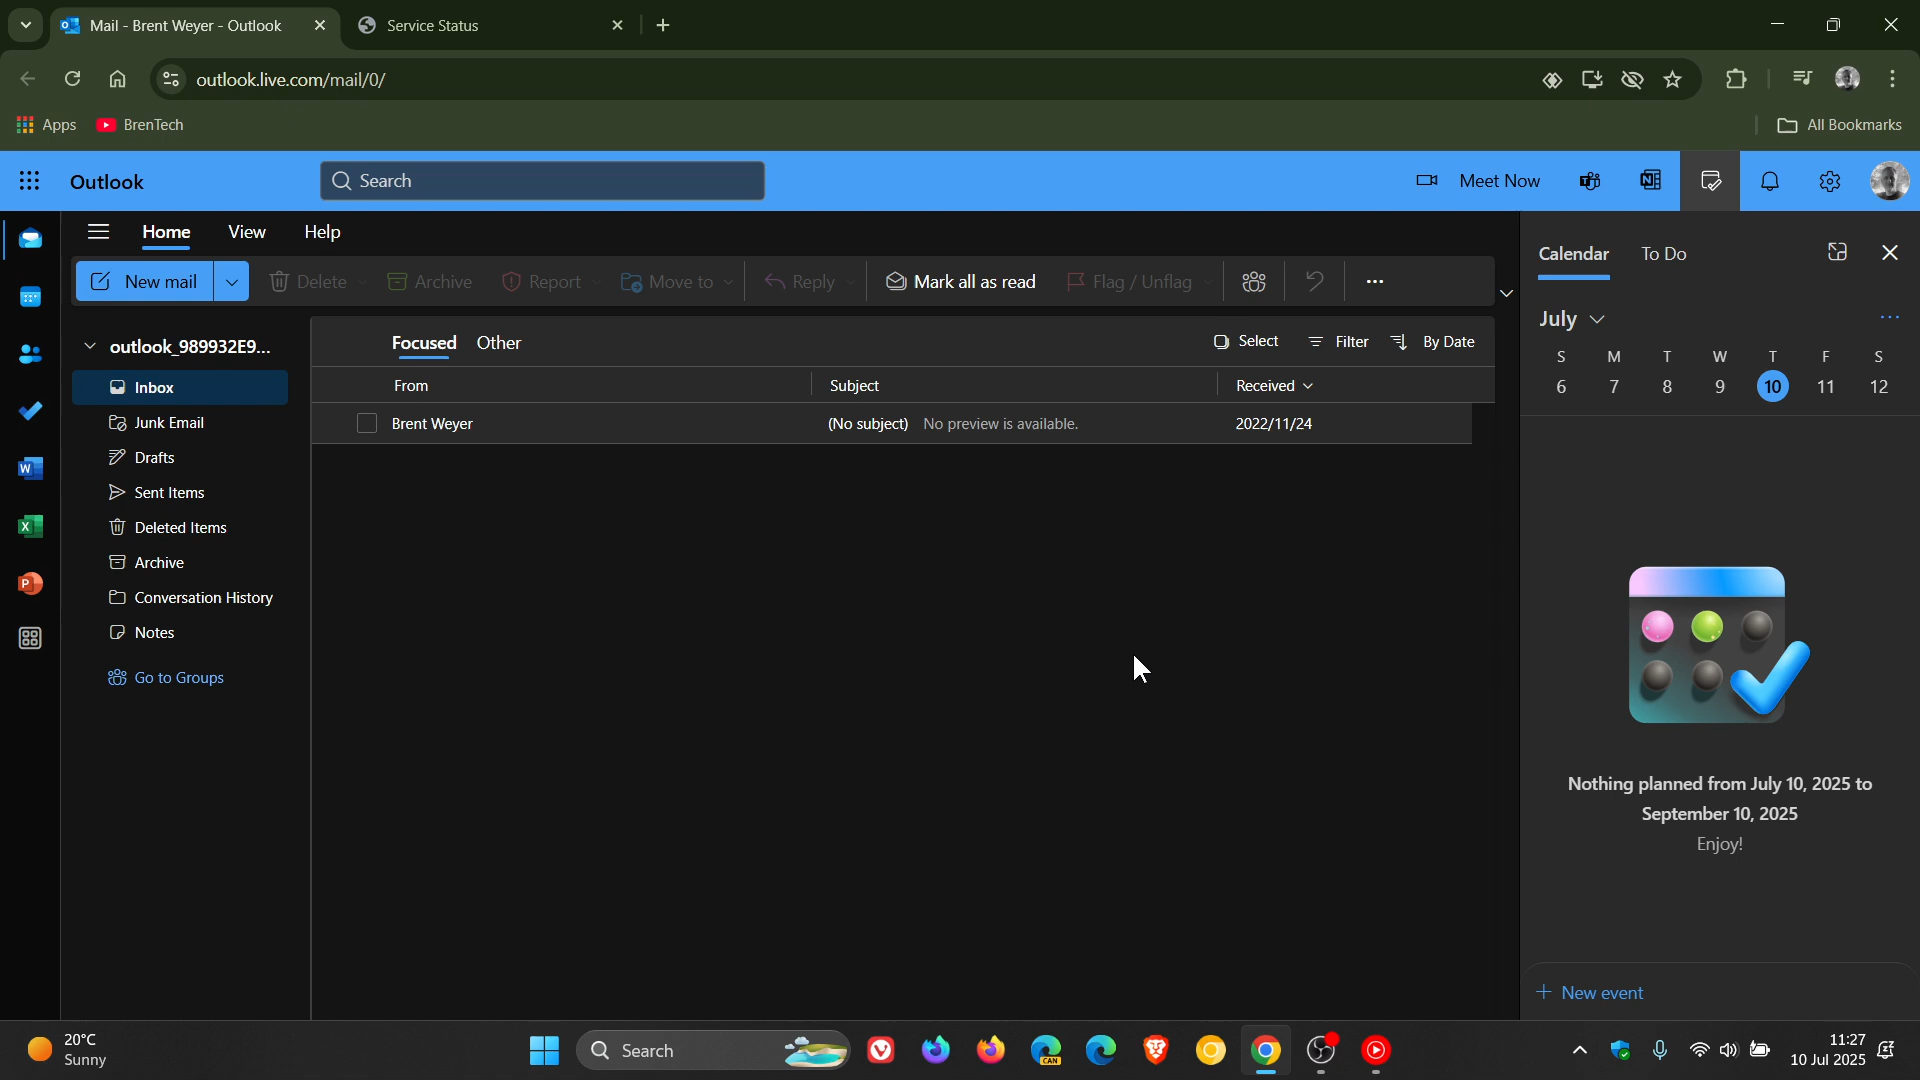 Mail - Brent Weyer - Outlook
Service Status
outlook.live.com/mail/0/
Apps
BrenTech
All Bookmarks
Outlook
Search
Meet Now
Home
View
Help
New mail
Delete
Archive
Report
Move to
Reply
Mark all as read
Flag / Unflag
outlook_989932E9...
Inbox
Junk Email
Drafts
Sent Items
Deleted Items
Archive
Conversation History
Notes
Go to Groups
Focused
Other
Select
Filter
By Date
From
Subject
Received
Brent Weyer
(No subject) No preview is available.
2022/11/24
Calendar
To Do
July
S M T W T F S
6 7 8 9 10 11 12
Nothing planned from July 10, 2025 to
September 10, 2025
Enjoy!
New event
20°C
Sunny
Search
CAN
11:27
10 Jul 2025